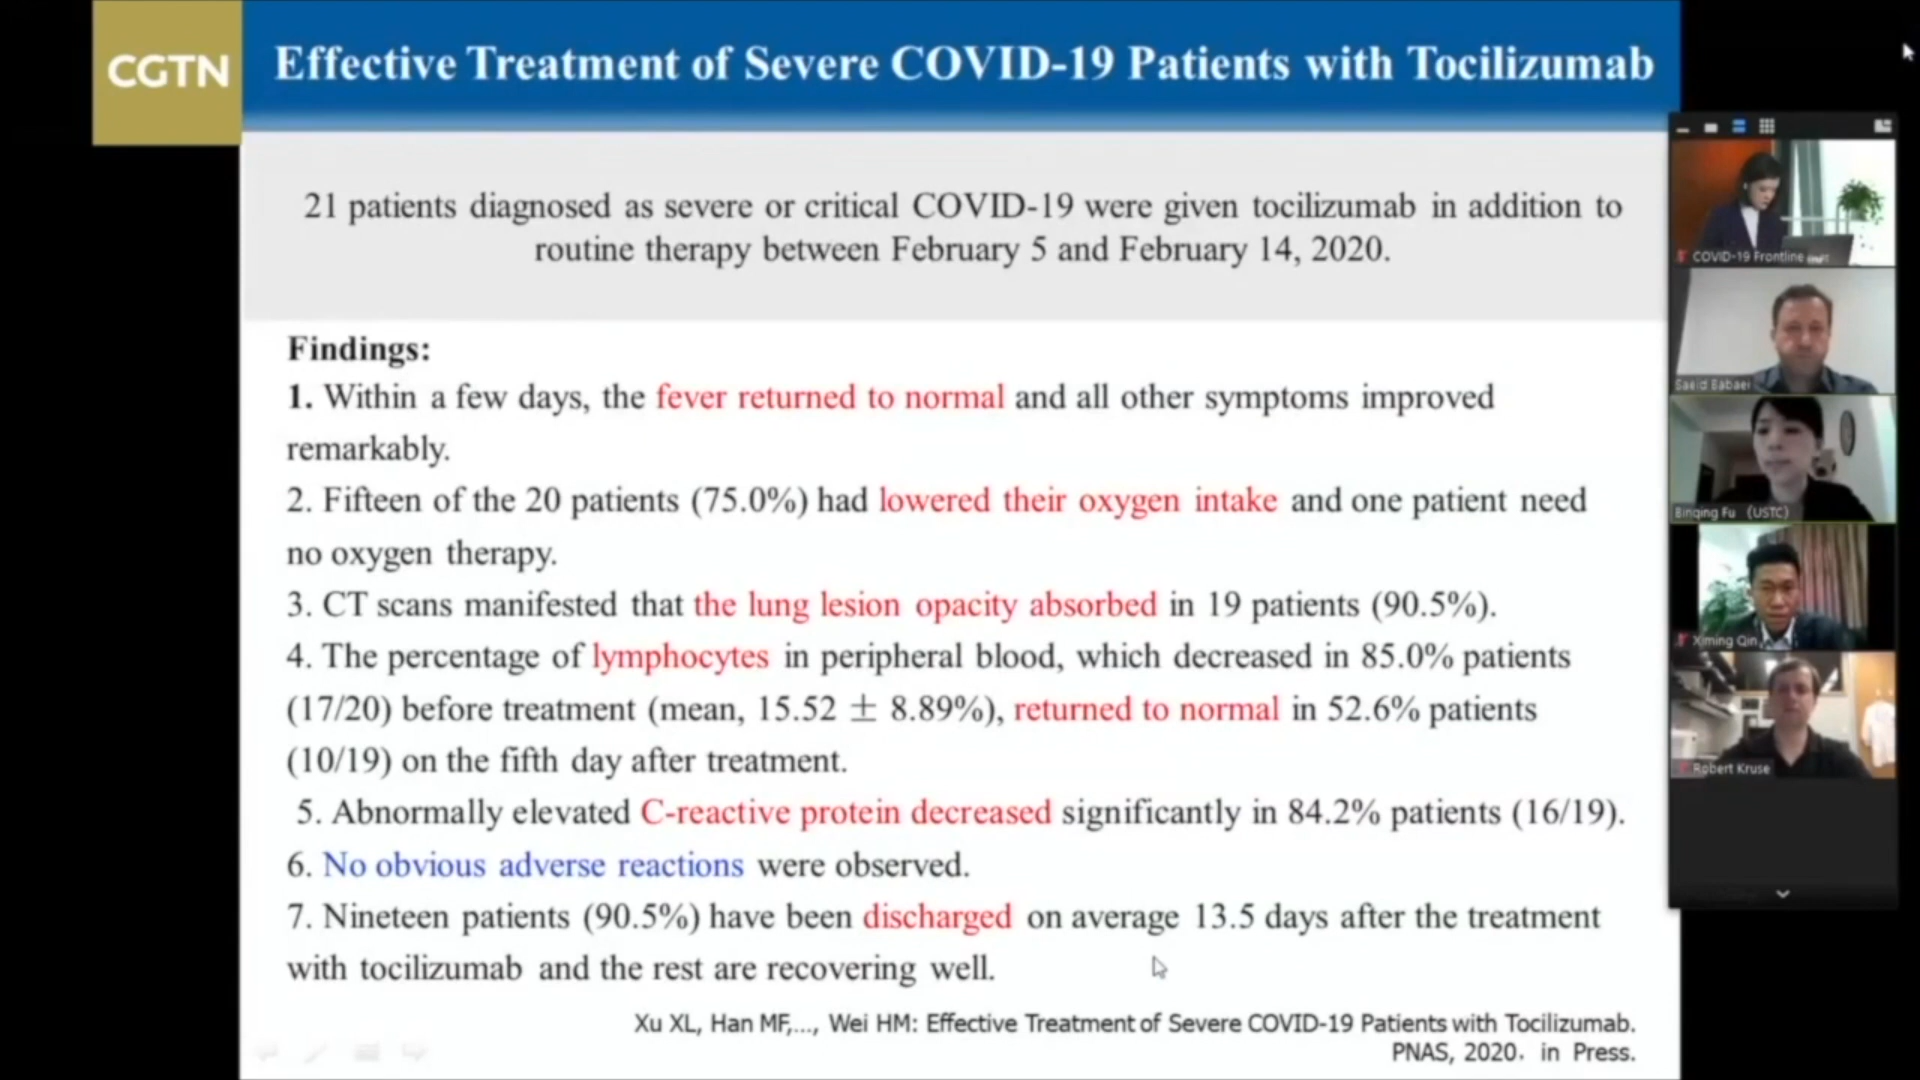 CGTN
Effective Treatment of Severe COVID-19 Patients with Tocilizumab
21 patients diagnosed as severe or critical COVID-19 were given tocilizumab in addition to
routine therapy between February 5 and February 14, 2020.
Findings:
1. Within a few days, the fever returned to normal and all other symptoms improved
remarkably.
2. Fifteen of the 20 patients (75.0%) had lowered their oxygen intake and one patient need
no oxygen therapy.
3. CT scans manifested that the lung lesion opacity absorbed in 19 patients (90.5%).
4. The percentage of lymphocytes in peripheral blood, which decreased in 85.0% patients
(17/20) before treatment (mean, 15.52 ± 8.89%), returned to normal in 52.6% patients
(10/19) on the fifth day after treatment.
5. Abnormally elevated C-reactive protein decreased significantly in 84.2% patients (16/19).
6. No obvious adverse reactions were observed.
7. Nineteen patients (90.5%) have been discharged on average 13.5 days after the treatment
with tocilizumab and the rest are recovering well.
Xu XL, Han MF,..., Wei HM: Effective Treatment of Severe COVID-19 Patients with Tocilizumab.
PNAS, 2020. in Press.
COVID-19 Frontline
Saeid Babaei
Binqing Fu (USTC)
Ximing Qin
Robert Kruse